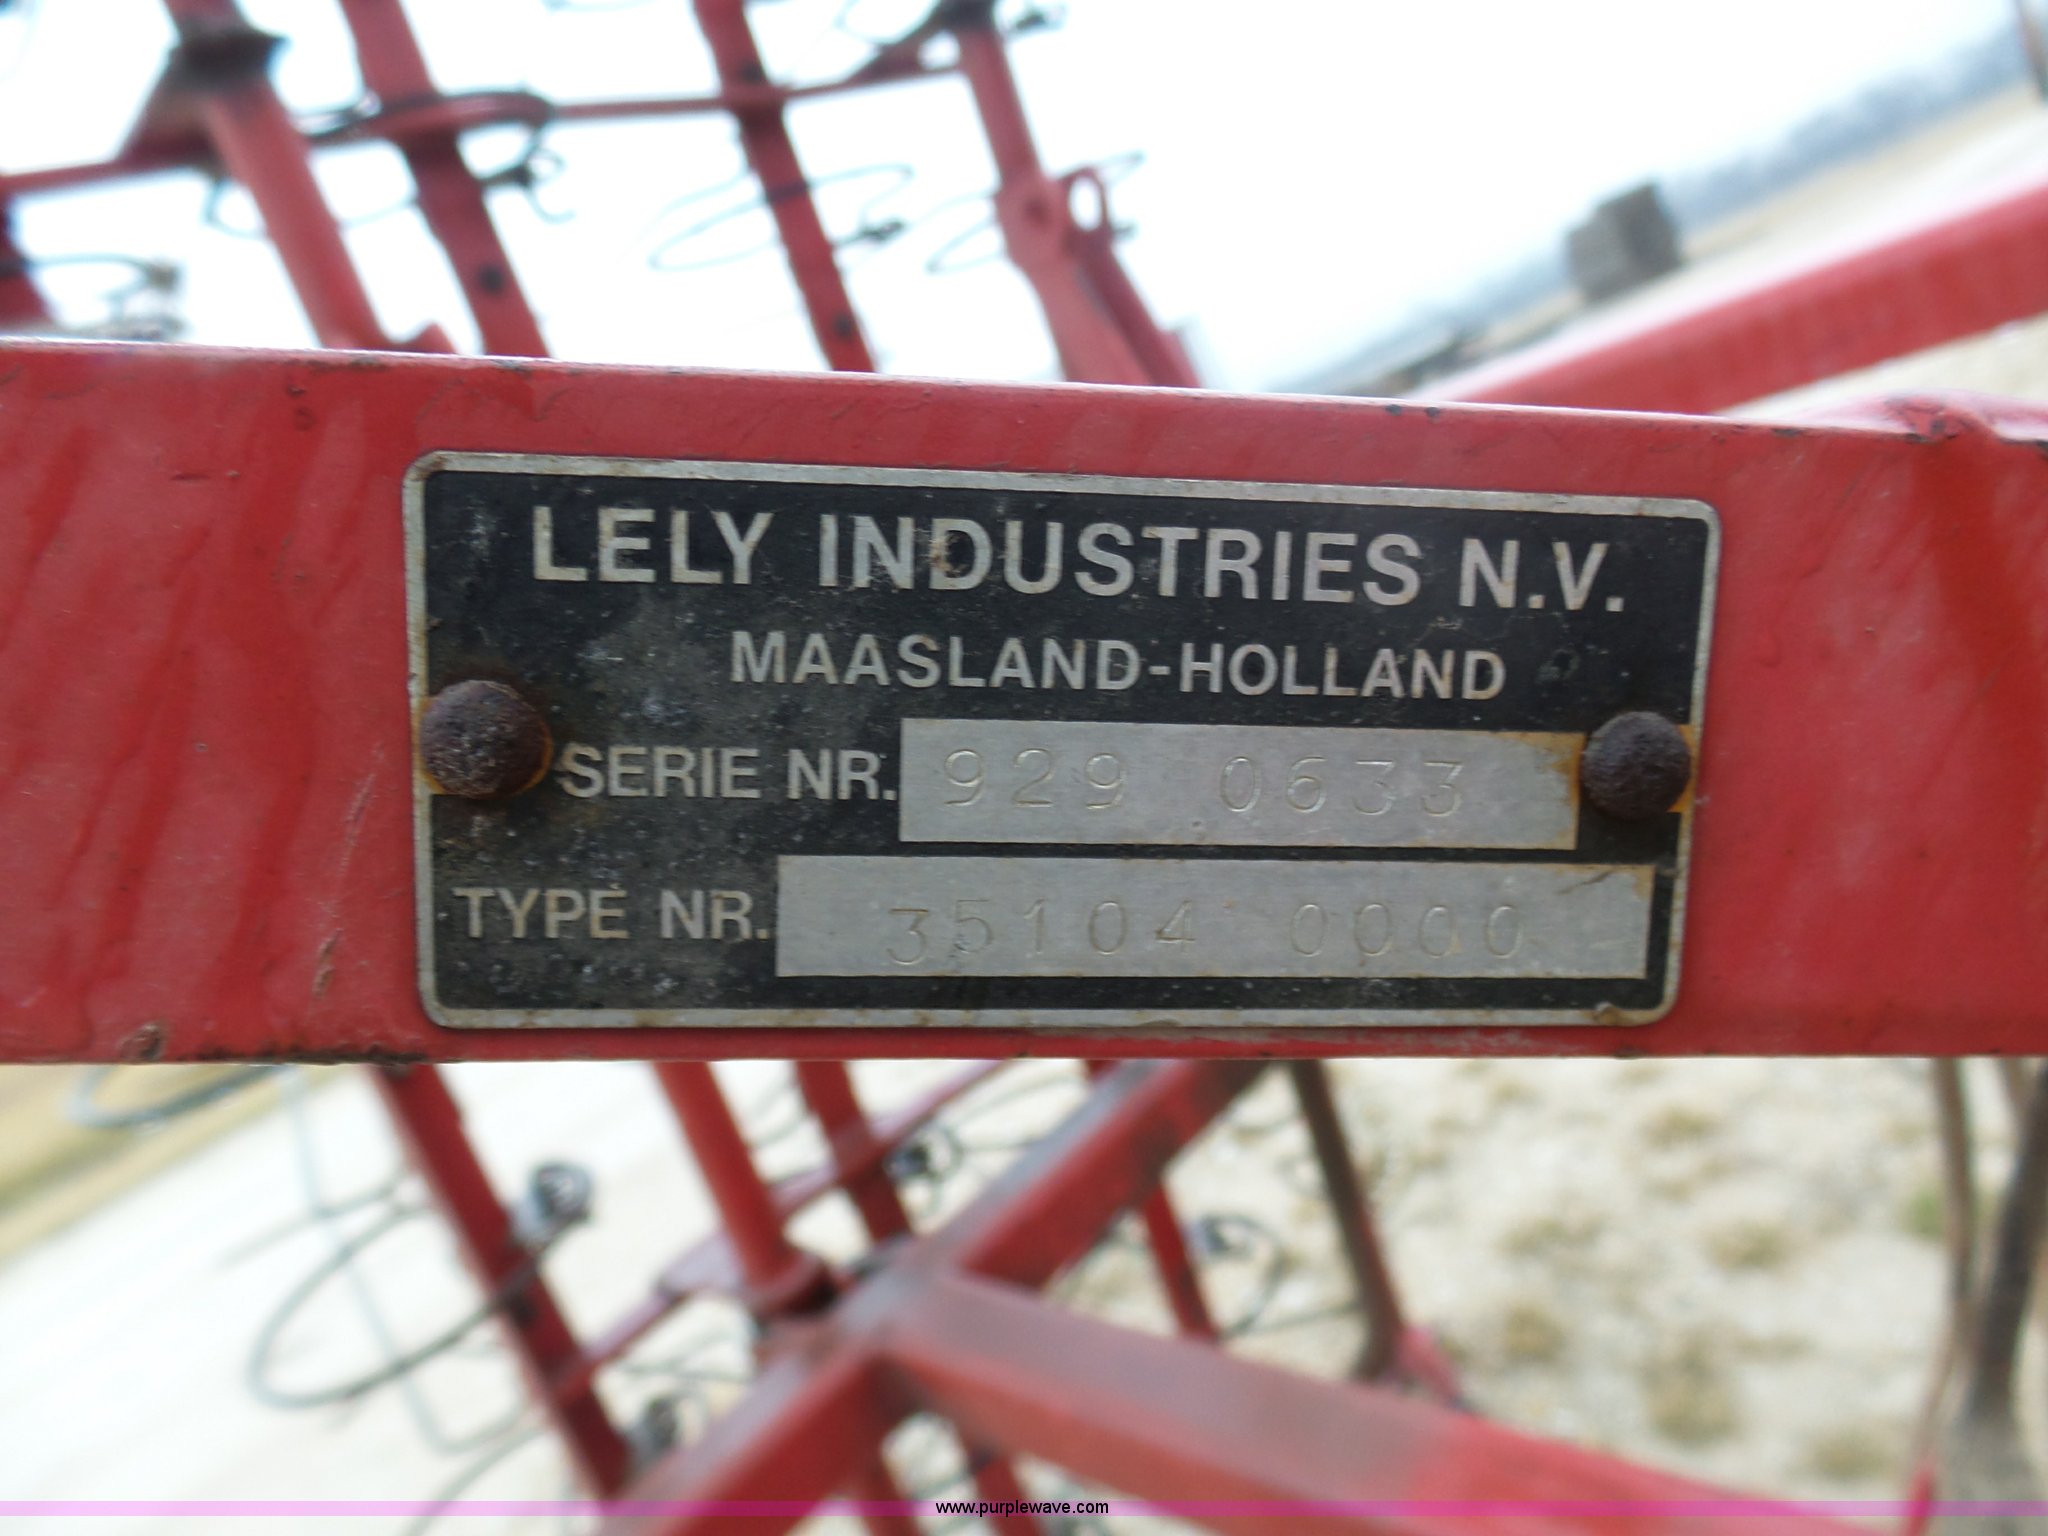 LELY INDUSTRIES N.V.
MAASLAND-HOLLAND
SERIE NR. 929 0633
TYPE NR. 35104 0000
www.purplewave.com